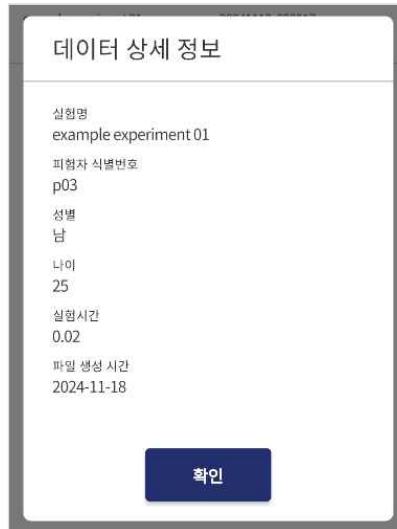 데이터 상세 정보
실험명
example experiment 01
피험자 식별번호
p03
성별
남
나이
25
실험시간
0.02
파일 생성 시간
2024-11-18
확인